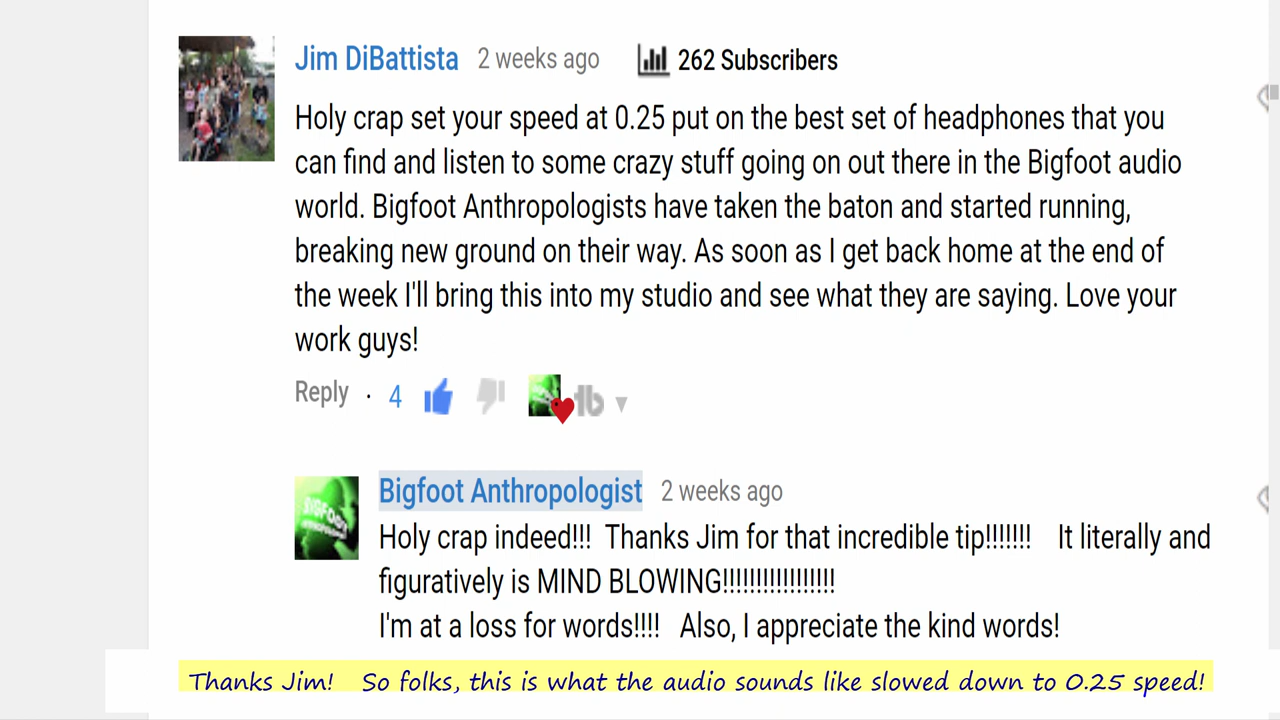 Jim DiBattista 2 weeks ago 262 Subscribers
Holy crap set your speed at 0.25 put on the best set of headphones that you
can find and listen to some crazy stuff going on out there in the Bigfoot audio
world. Bigfoot Anthropologists have taken the baton and started running,
breaking new ground on their way. As soon as I get back home at the end of
the week I'll bring this into my studio and see what they are saying. Love your
work guys!
Reply · 4
Bigfoot Anthropologist 2 weeks ago
Holy crap indeed!!! Thanks Jim for that incredible tip!!!!!!! It literally and
figuratively is MIND BLOWING!!!!!!!!!!!!!!!!!
I'm at a loss for words!!!! Also, I appreciate the kind words!
Thanks Jim! So folks, this is what the audio sounds like slowed down to 0.25 speed!